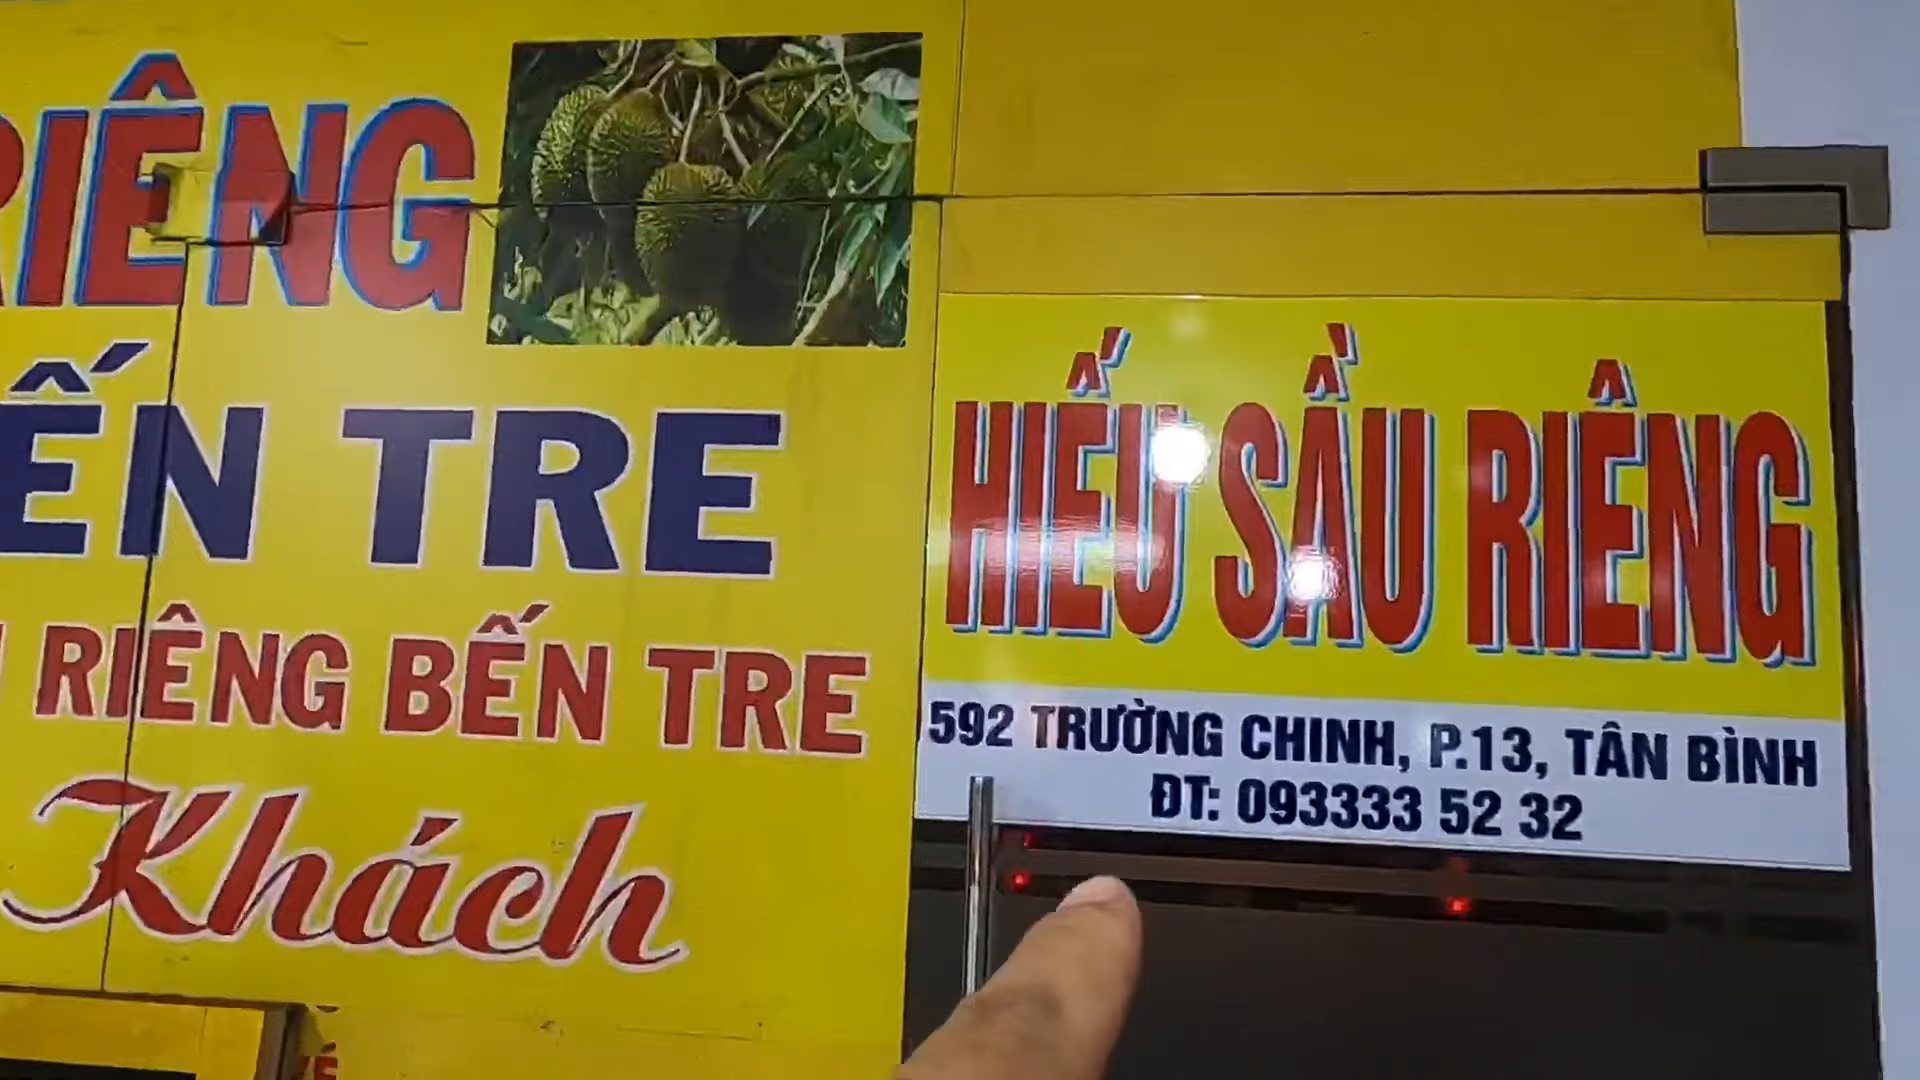 RIÊNG
BẾN TRE
RIÊNG BẾN TRE
Khách
HIẾU SẦU RIÊNG
592 TRƯỜNG CHINH, P.13, TÂN BÌNH
ĐT: 093333 52 32